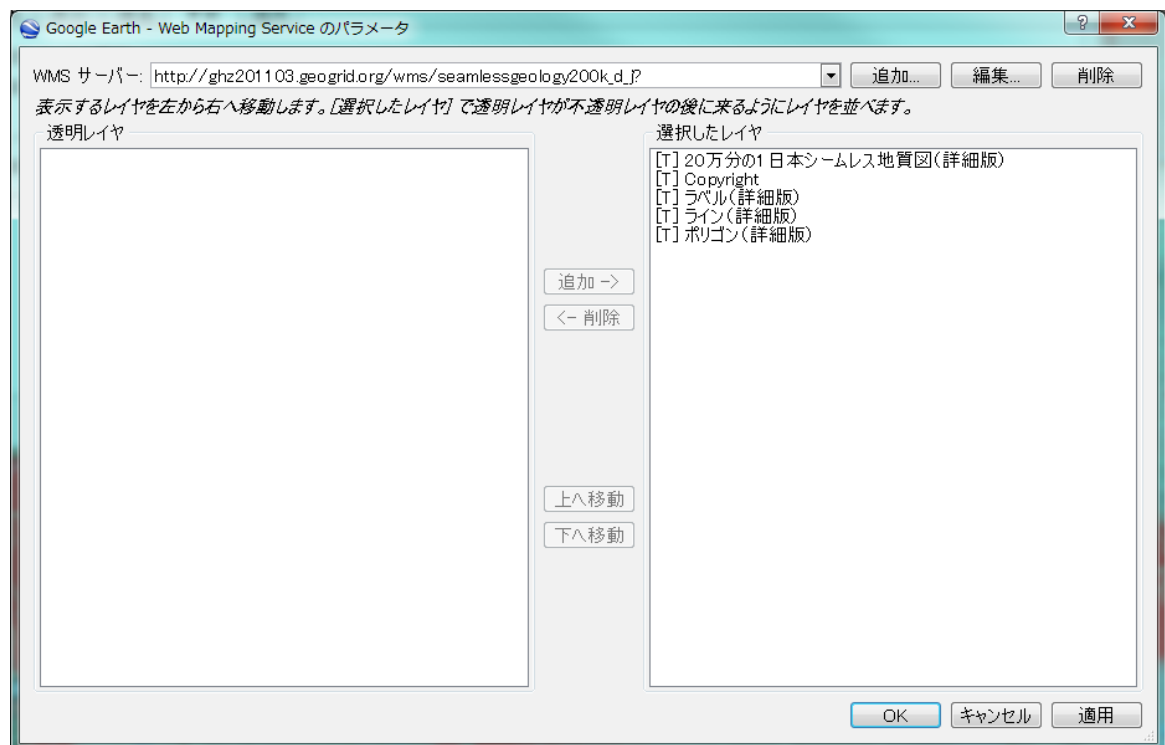 Google Earth - Web Mapping Service のパラメータ
?
X
WMS サーバー: http://ghz201103.geogrid.org/wms/seamlessgeology200k_d_j?
追加...
編集...
削除
表示するレイヤを左から右へ移動します。[選択したレイヤ] で透明レイヤが不透明レイヤの後に来るようにレイヤを並べます。
透明レイヤ
選択したレイヤ
[T] 20万分の1 日本シームレス地質図(詳細版)
[T] Copyright
[T] ラベル(詳細版)
[T] ライン(詳細版)
[T] ポリゴン(詳細版)
追加 ->
<- 削除
上へ移動
下へ移動
OK
キャンセル
適用